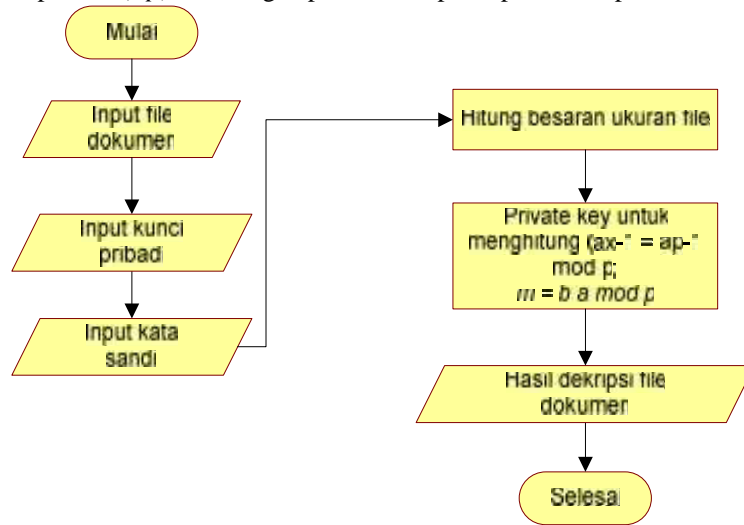 Mulai
Input file
dokumen
Input kunci
pribadi
Input kata
sandi
Hitung besaran ukuran file
Private key untuk
menghitung =
mod p;
m = b a mod p
Hasil dekripsi file
dokumen
Selesai